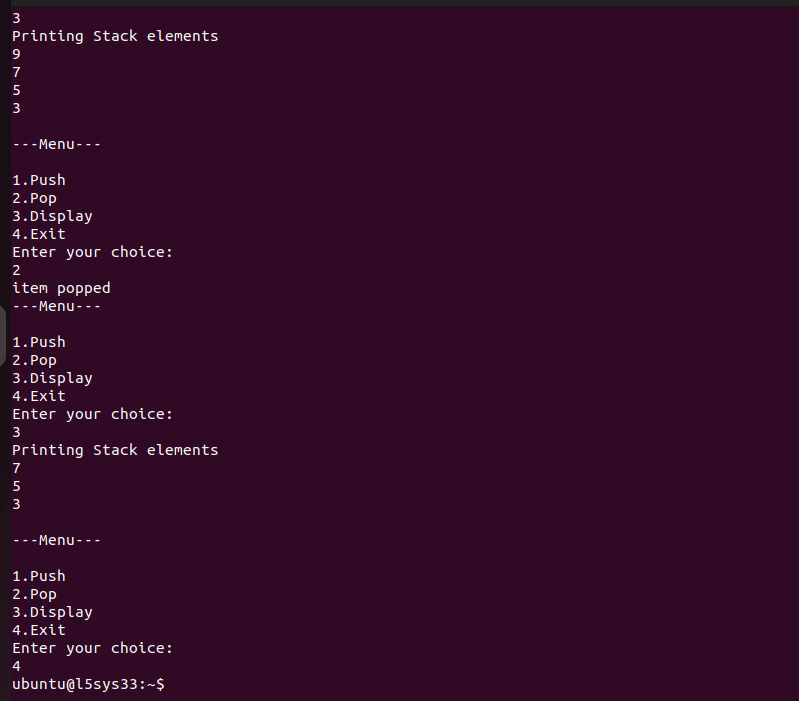 3
Printing Stack elements
9
7
5
3
---Menu---
1.Push
2.Pop
3.Display
4.Exit
Enter your choice:
2
item popped
---Menu---
1.Push
2.Pop
3.Display
4.Exit
Enter your choice:
3
Printing Stack elements
7
5
3
---Menu---
1.Push
2.Pop
3.Display
4.Exit
Enter your choice:
4
ubuntu@l5sys33:~$